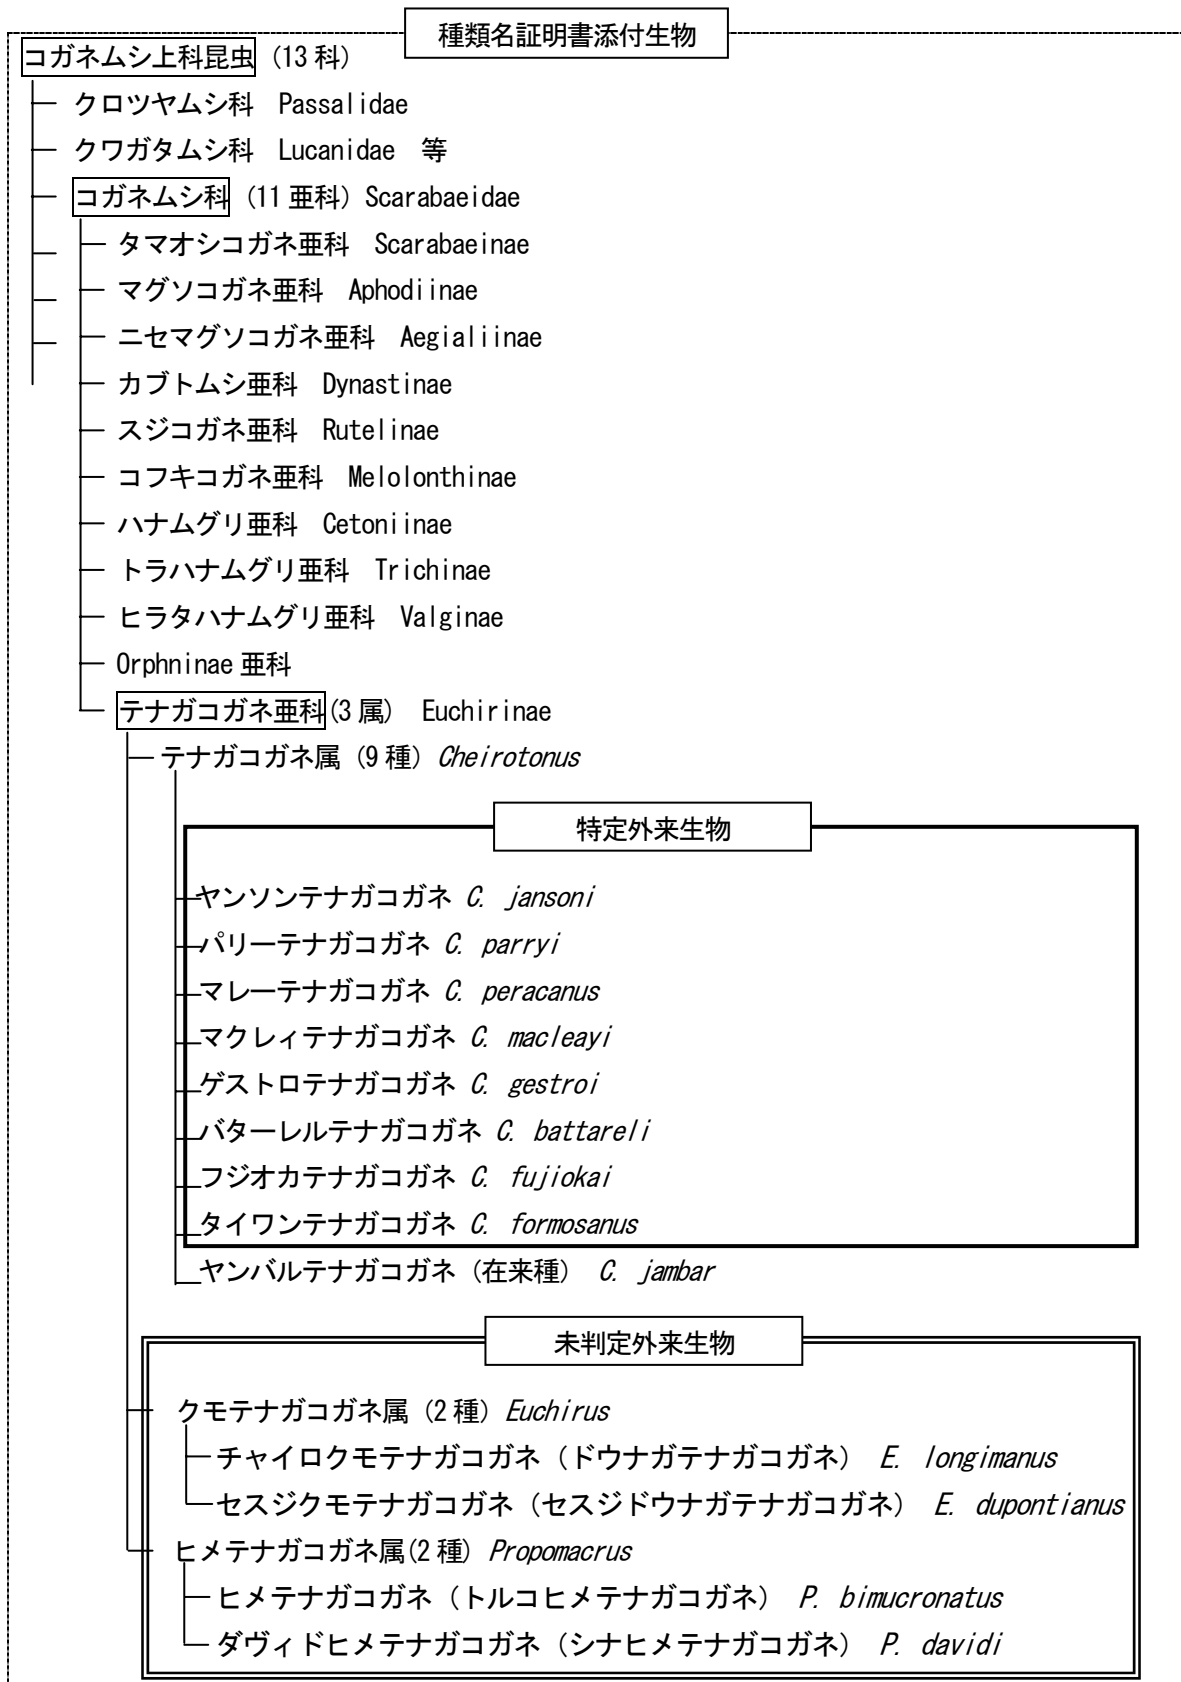 種類名証明書添付生物
コガネムシ上科昆虫 (13科)
クロツヤムシ科 Passalidae
クワガタムシ科 Lucanidae 等
コガネムシ科 (11亜科) Scarabaeidae
タマオシコガネ亜科 Scarabaeinae
マグソコガネ亜科 Aphodiinae
ニセマグソコガネ亜科 Aegialiinae
カブトムシ亜科 Dynastinae
スジコガネ亜科 Rutelinae
コフキコガネ亜科 Melolonthinae
ハナムグリ亜科 Cetoniinae
トラハナムグリ亜科 Trichinae
ヒラタハナムグリ亜科 Valginae
Orphninae 亜科
テナガコガネ亜科(3属) Euchirinae
テナガコガネ属 (9種) Cheirotonus
特定外来生物
ヤンソンテナガコガネ C. jansoni
パリーテナガコガネ C. parryi
マレーテナガコガネ C. peracanus
マクレィテナガコガネ C. macleayi
ゲストロテナガコガネ C. gestroi
バターレルテナガコガネ C. battareli
フジオカテナガコガネ C. fujiokai
タイワンテナガコガネ C. formosanus
ヤンバルテナガコガネ (在来種) C. jambar
未判定外来生物
クモテナガコガネ属 (2種) Euchirus
チャイロクモテナガコガネ (ドウナガテナガコガネ) E. longimanus
セスジクモテナガコガネ (セスジドウナガテナガコガネ) E. dupontianus
ヒメテナガコガネ属(2種) Propomacrus
ヒメテナガコガネ (トルコヒメテナガコガネ) P. bimucronatus
ダヴィドヒメテナガコガネ (シナヒメテナガコガネ) P. davidi